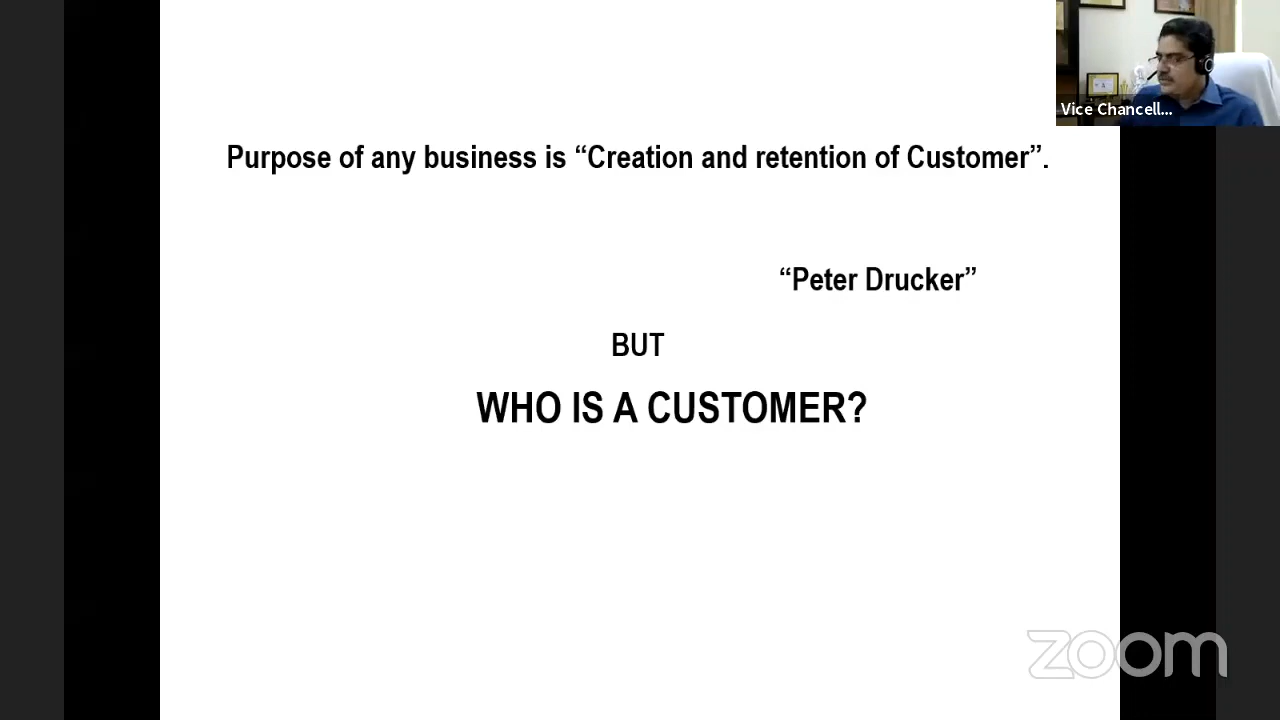 Vice Chancell...
Purpose of any business is “Creation and retention of Customer”.
“Peter Drucker”
BUT
WHO IS A CUSTOMER?
zoom